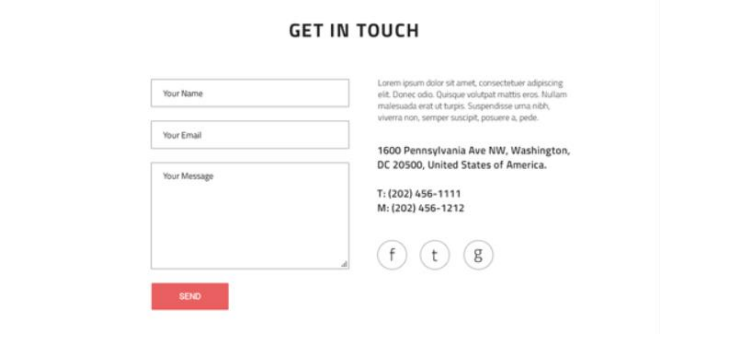 GET IN TOUCH
Your Name
Your Email
Your Message
SEND
Lorem ipsum dolor sit amet, consectetuer adipiscing
elit. Donec odio. Quisque volutpat mattis eros. Nullam
malesuada erat ut turpis. Suspendisse urna nibh,
viverra non, semper suscipit, posuere a, pede.
1600 Pennsylvania Ave NW, Washington,
DC 20500, United States of America.
T: (202) 456-1111
M: (202) 456-1212
f t g